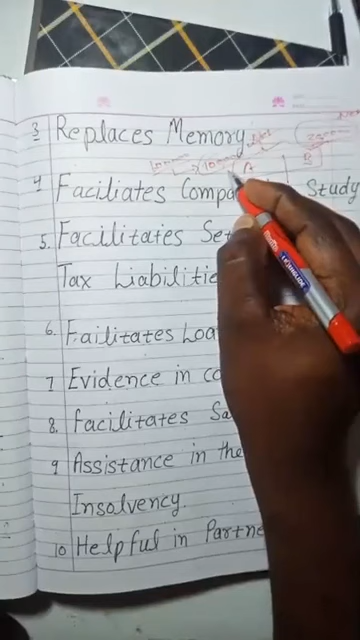 3 Replaces Memory
4 Faciliates Compa Study
5. Facilitates Set
Tax Liabilitie
6. Failitates Loa
7 Evidence in co
8. Facilitates Sa
9 Assistance in the
Insolvency.
10 Helpful in Partne